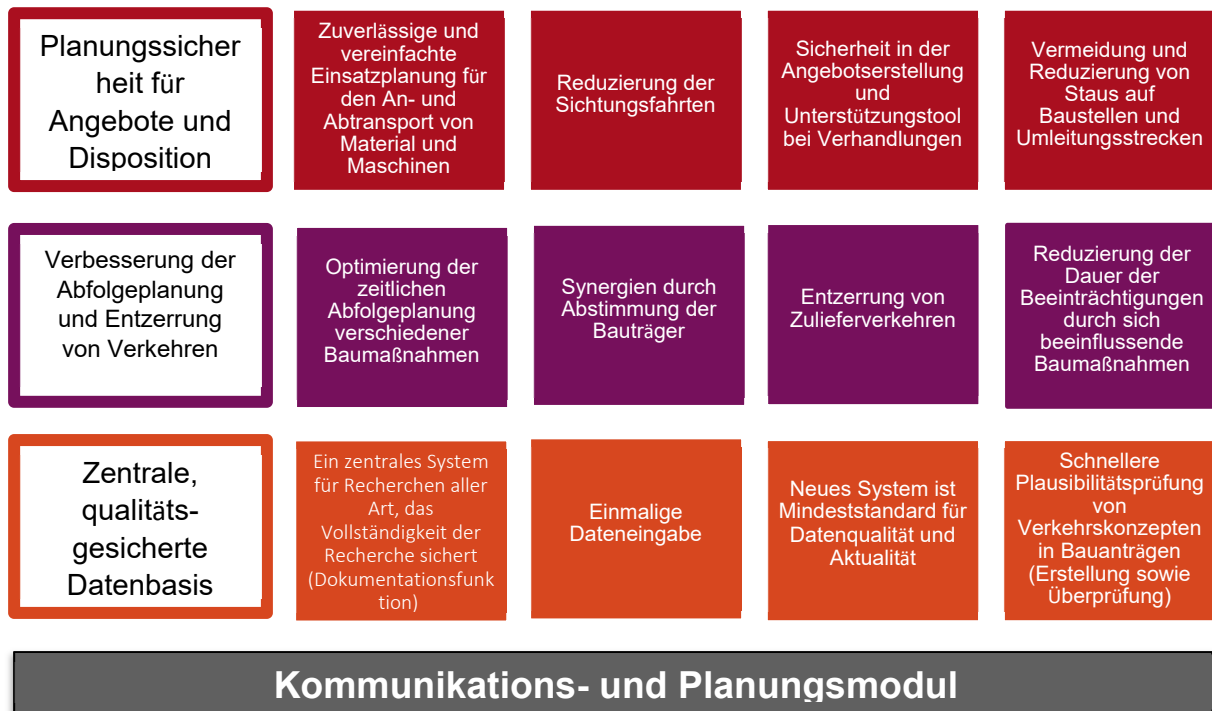 Planungssicher
heit für
Angebote und
Disposition
Zuverlässige und
vereinfachte
Einsatzplanung für
den An- und
Abtransport von
Material und
Maschinen
Reduzierung der
Sichtungsfahrten
Sicherheit in der
Angebotserstellung
und
Unterstützungstool
bei Verhandlungen
Vermeidung und
Reduzierung von
Staus auf
Baustellen und
Umleitungsstrecken
Verbesserung der
Abfolgeplanung
und Entzerrung
von Verkehren
Optimierung der
zeitlichen
Abfolgeplanung
verschiedener
Baumaßnahmen
Synergien durch
Abstimmung der
Bauträger
Entzerrung von
Zulieferverkehren
Reduzierung der
Dauer der
Beeinträchtigungen
durch sich
beeinflussende
Baumaßnahmen
Zentrale,
qualitäts-
gesicherte
Datenbasis
Ein zentrales System
für Recherchen aller
Art, das
Vollständigkeit der
Recherche sichert
(Dokumentationsfunk
tion)
Einmalige
Dateneingabe
Neues System ist
Mindeststandard für
Datenqualität und
Aktualität
Schnellere
Plausibilitätsprüfung
von
Verkehrskonzepten
in Bauanträgen
(Erstellung sowie
Überprüfung)
Kommunikations- und Planungsmodul